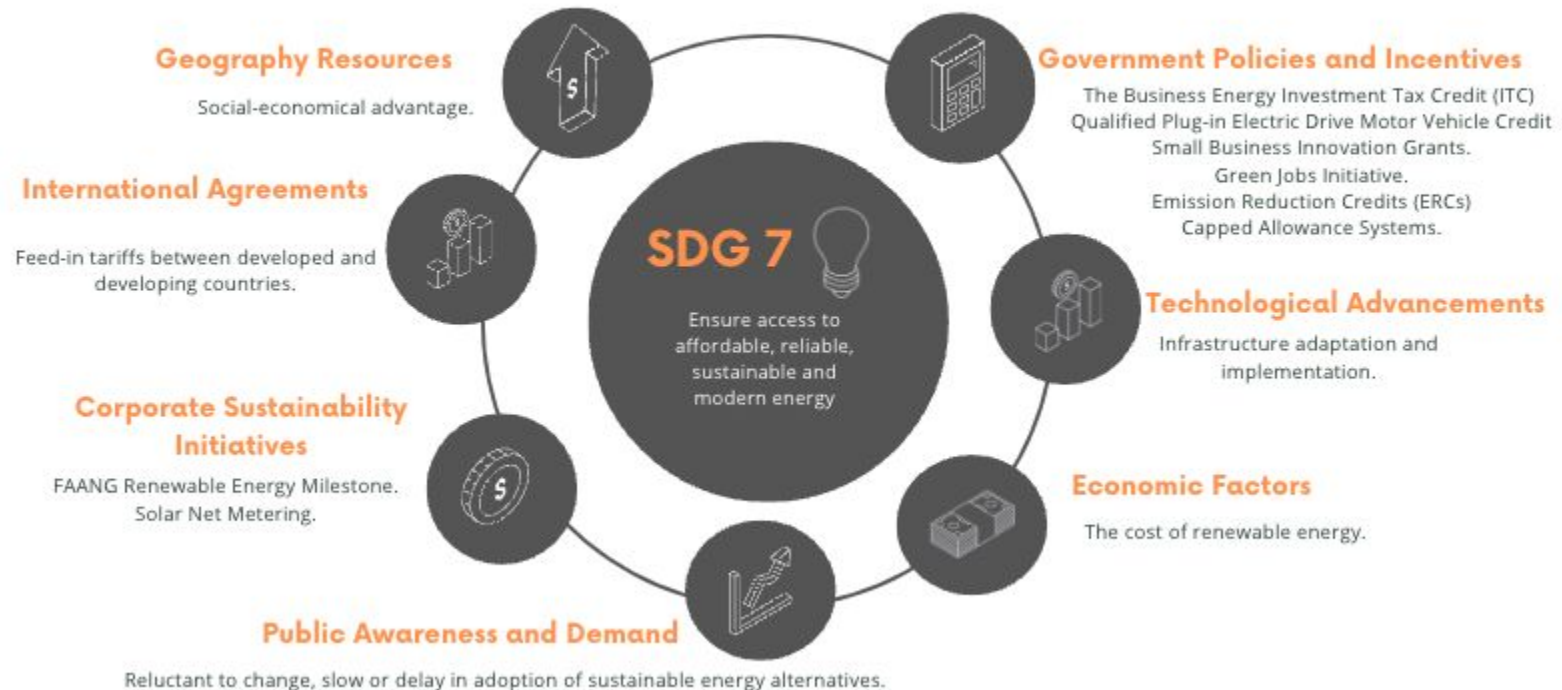 Geography Resources
Social-economical advantage.
Government Policies and Incentives
The Business Energy Investment Tax Credit (ITC)
Qualified Plug-in Electric Drive Motor Vehicle Credit
Small Business Innovation Grants.
Green Jobs Initiative.
Emission Reduction Credits (ERCs)
Capped Allowance Systems.
International Agreements
Feed-in tariffs between developed and
developing countries.
SDG 7
Ensure access to
affordable, reliable,
sustainable and
modern energy
Technological Advancements
Infrastructure adaptation and
implementation.
Corporate Sustainability
Initiatives
FAANG Renewable Energy Milestone.
Solar Net Metering.
Economic Factors
The cost of renewable energy.
Public Awareness and Demand
Reluctant to change, slow or delay in adoption of sustainable energy alternatives.
$
$